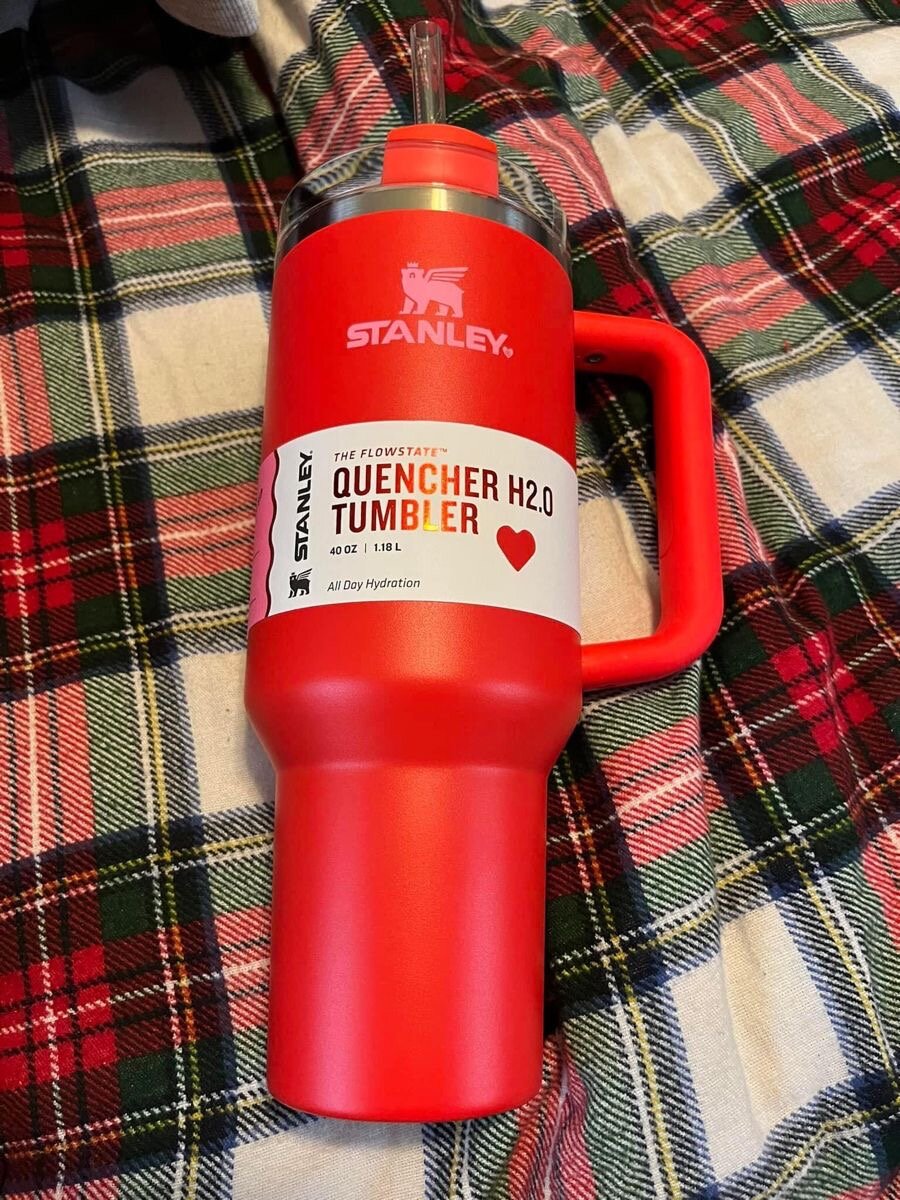 STANLEY
STANLEY.
THE FLOWSTATE™
QUENCHER H2.0
TUMBLER
40 OZ | 1.18 L
All Day Hydration